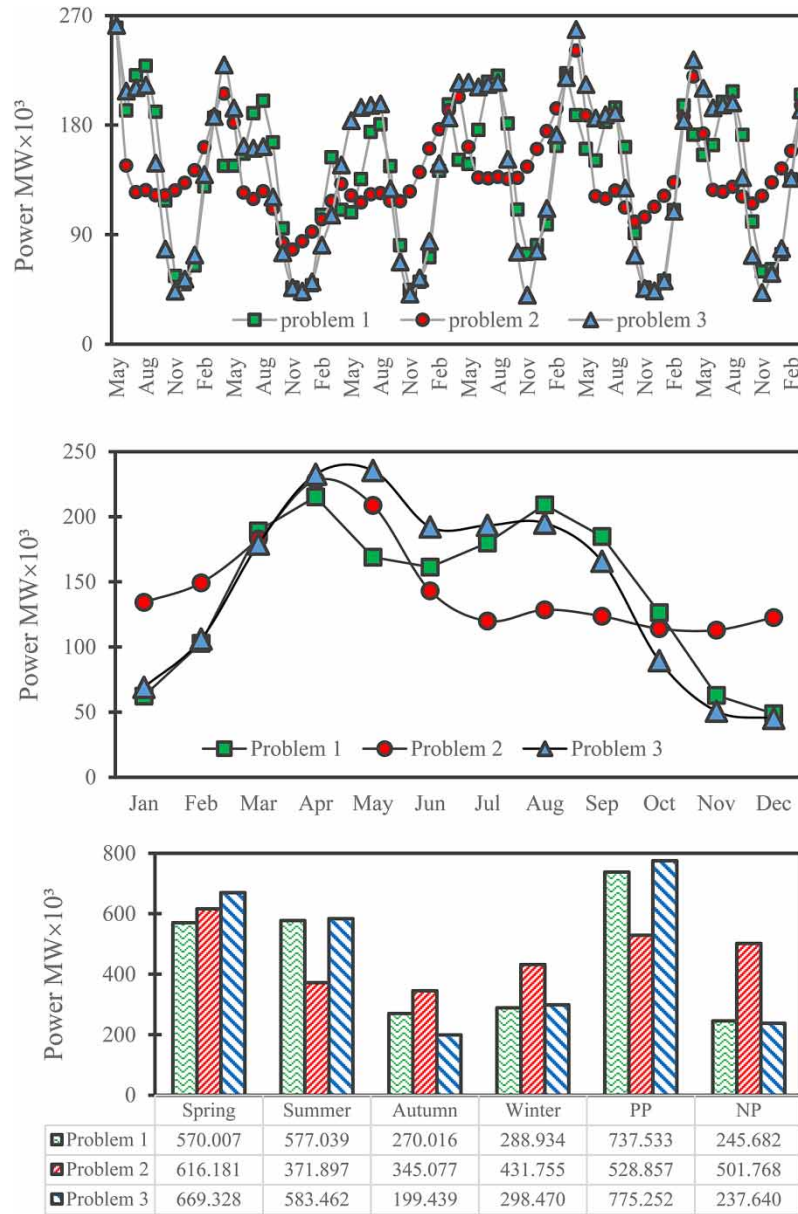 270
180
90
0
Power MW×10³
problem 1 problem 2 problem 3
May Aug Nov Feb May Aug Nov Feb May Aug Nov Feb May Aug Nov Feb May Aug Nov Feb May Aug Nov Feb
250
200
150
100
50
0
Power MW×10³
Problem 1 Problem 2 Problem 3
Jan Feb Mar Apr May Jun Jul Aug Sep Oct Nov Dec
800
600
400
200
0
Power MW×10³
Spring Summer Autumn Winter PP NP
Problem 1 570.007 577.039 270.016 288.934 737.533 245.682
Problem 2 616.181 371.897 345.077 431.755 528.857 501.768
Problem 3 669.328 583.462 199.439 298.470 775.252 237.640